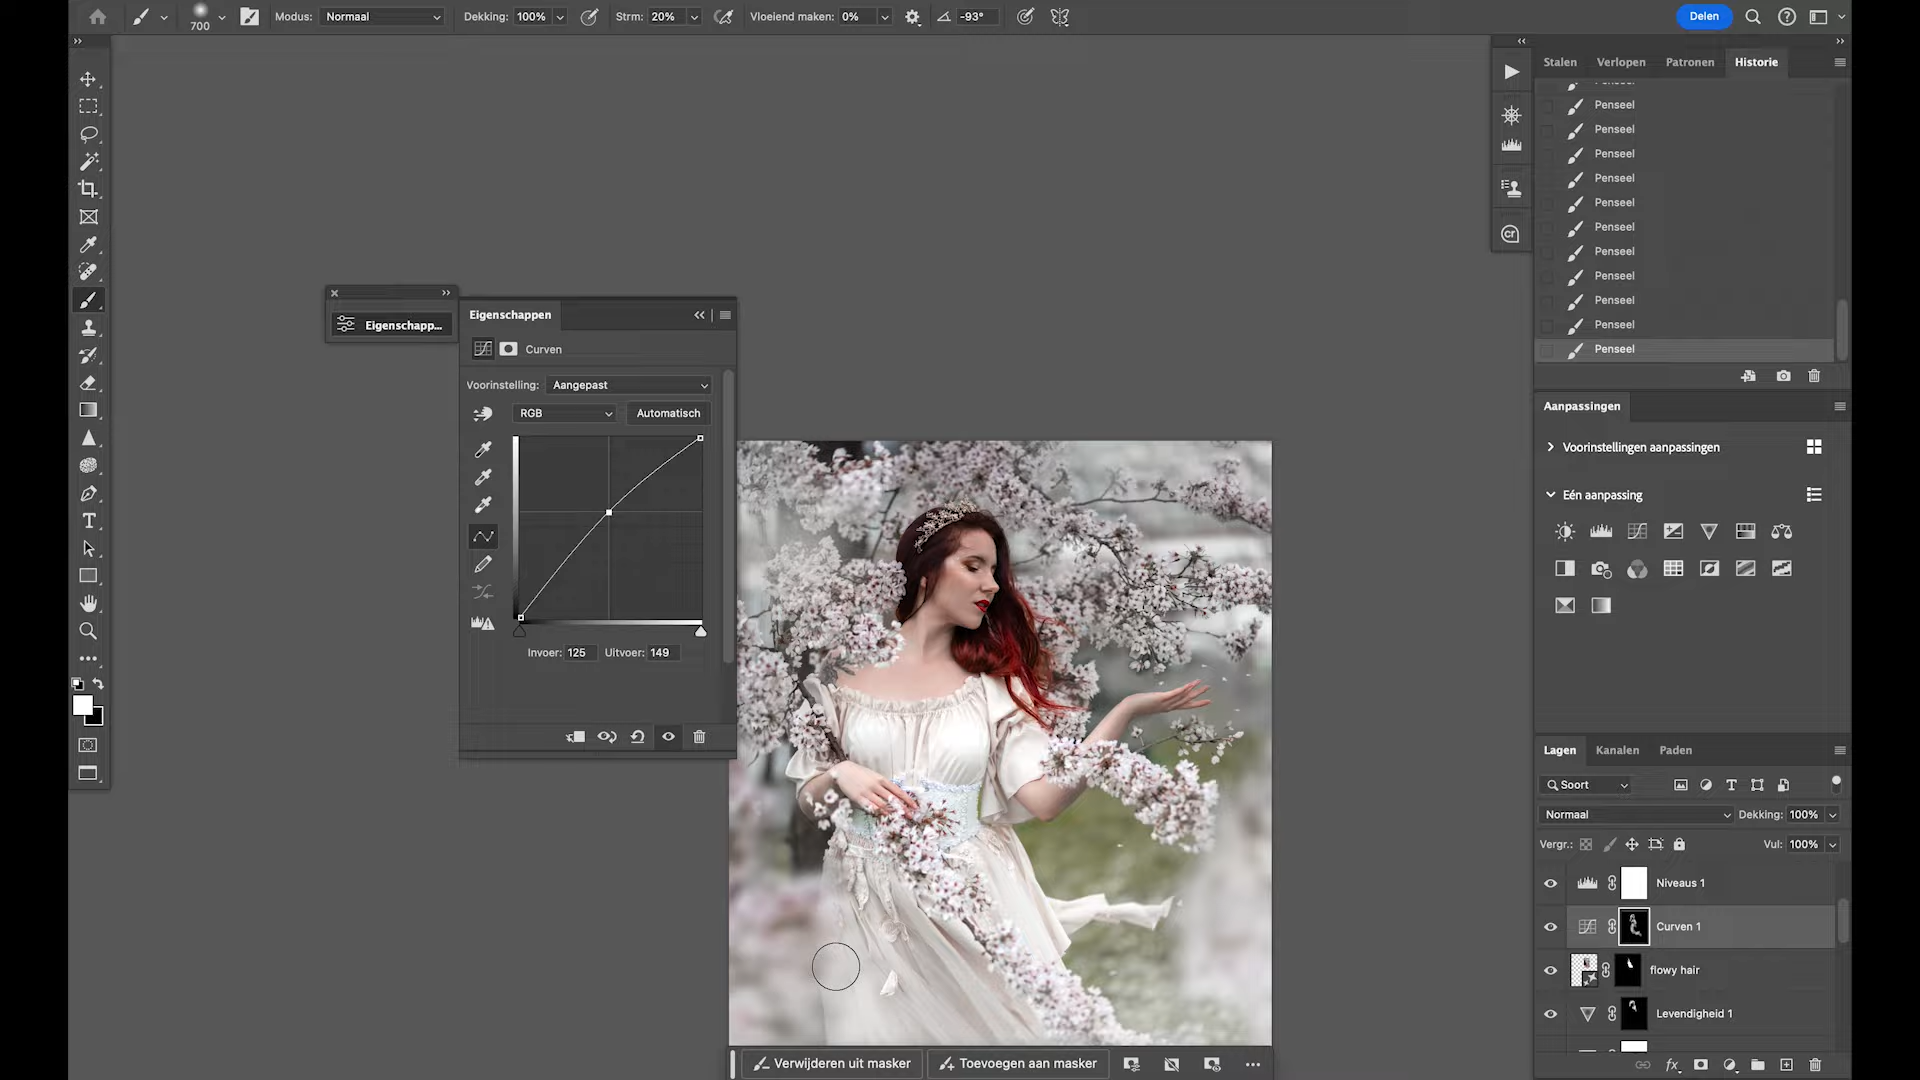 700
Modus: Normaal
Dekking: 100%
Strm: 20%
Vloeiend maken: 0%
-93°
Delen
Stalen
Verlopen
Patronen
Historie
Penseel
Penseel
Penseel
Penseel
Penseel
Penseel
Penseel
Penseel
Penseel
Penseel
Penseel
Aanpassingen
Voorinstellingen aanpassingen
Eén aanpassing
Eigenschapp...
Eigenschappen
Curven
Voorinstelling: Aangepast
RGB
Automatisch
Invoer: 125
Uitvoer: 149
Lagen
Kanalen
Paden
Soort
Normaal
Dekking: 100%
Vergr.:
Vul: 100%
Niveaus 1
Curven 1
flowy hair
Levendigheid 1
Verwijderen uit masker
Toevoegen aan masker